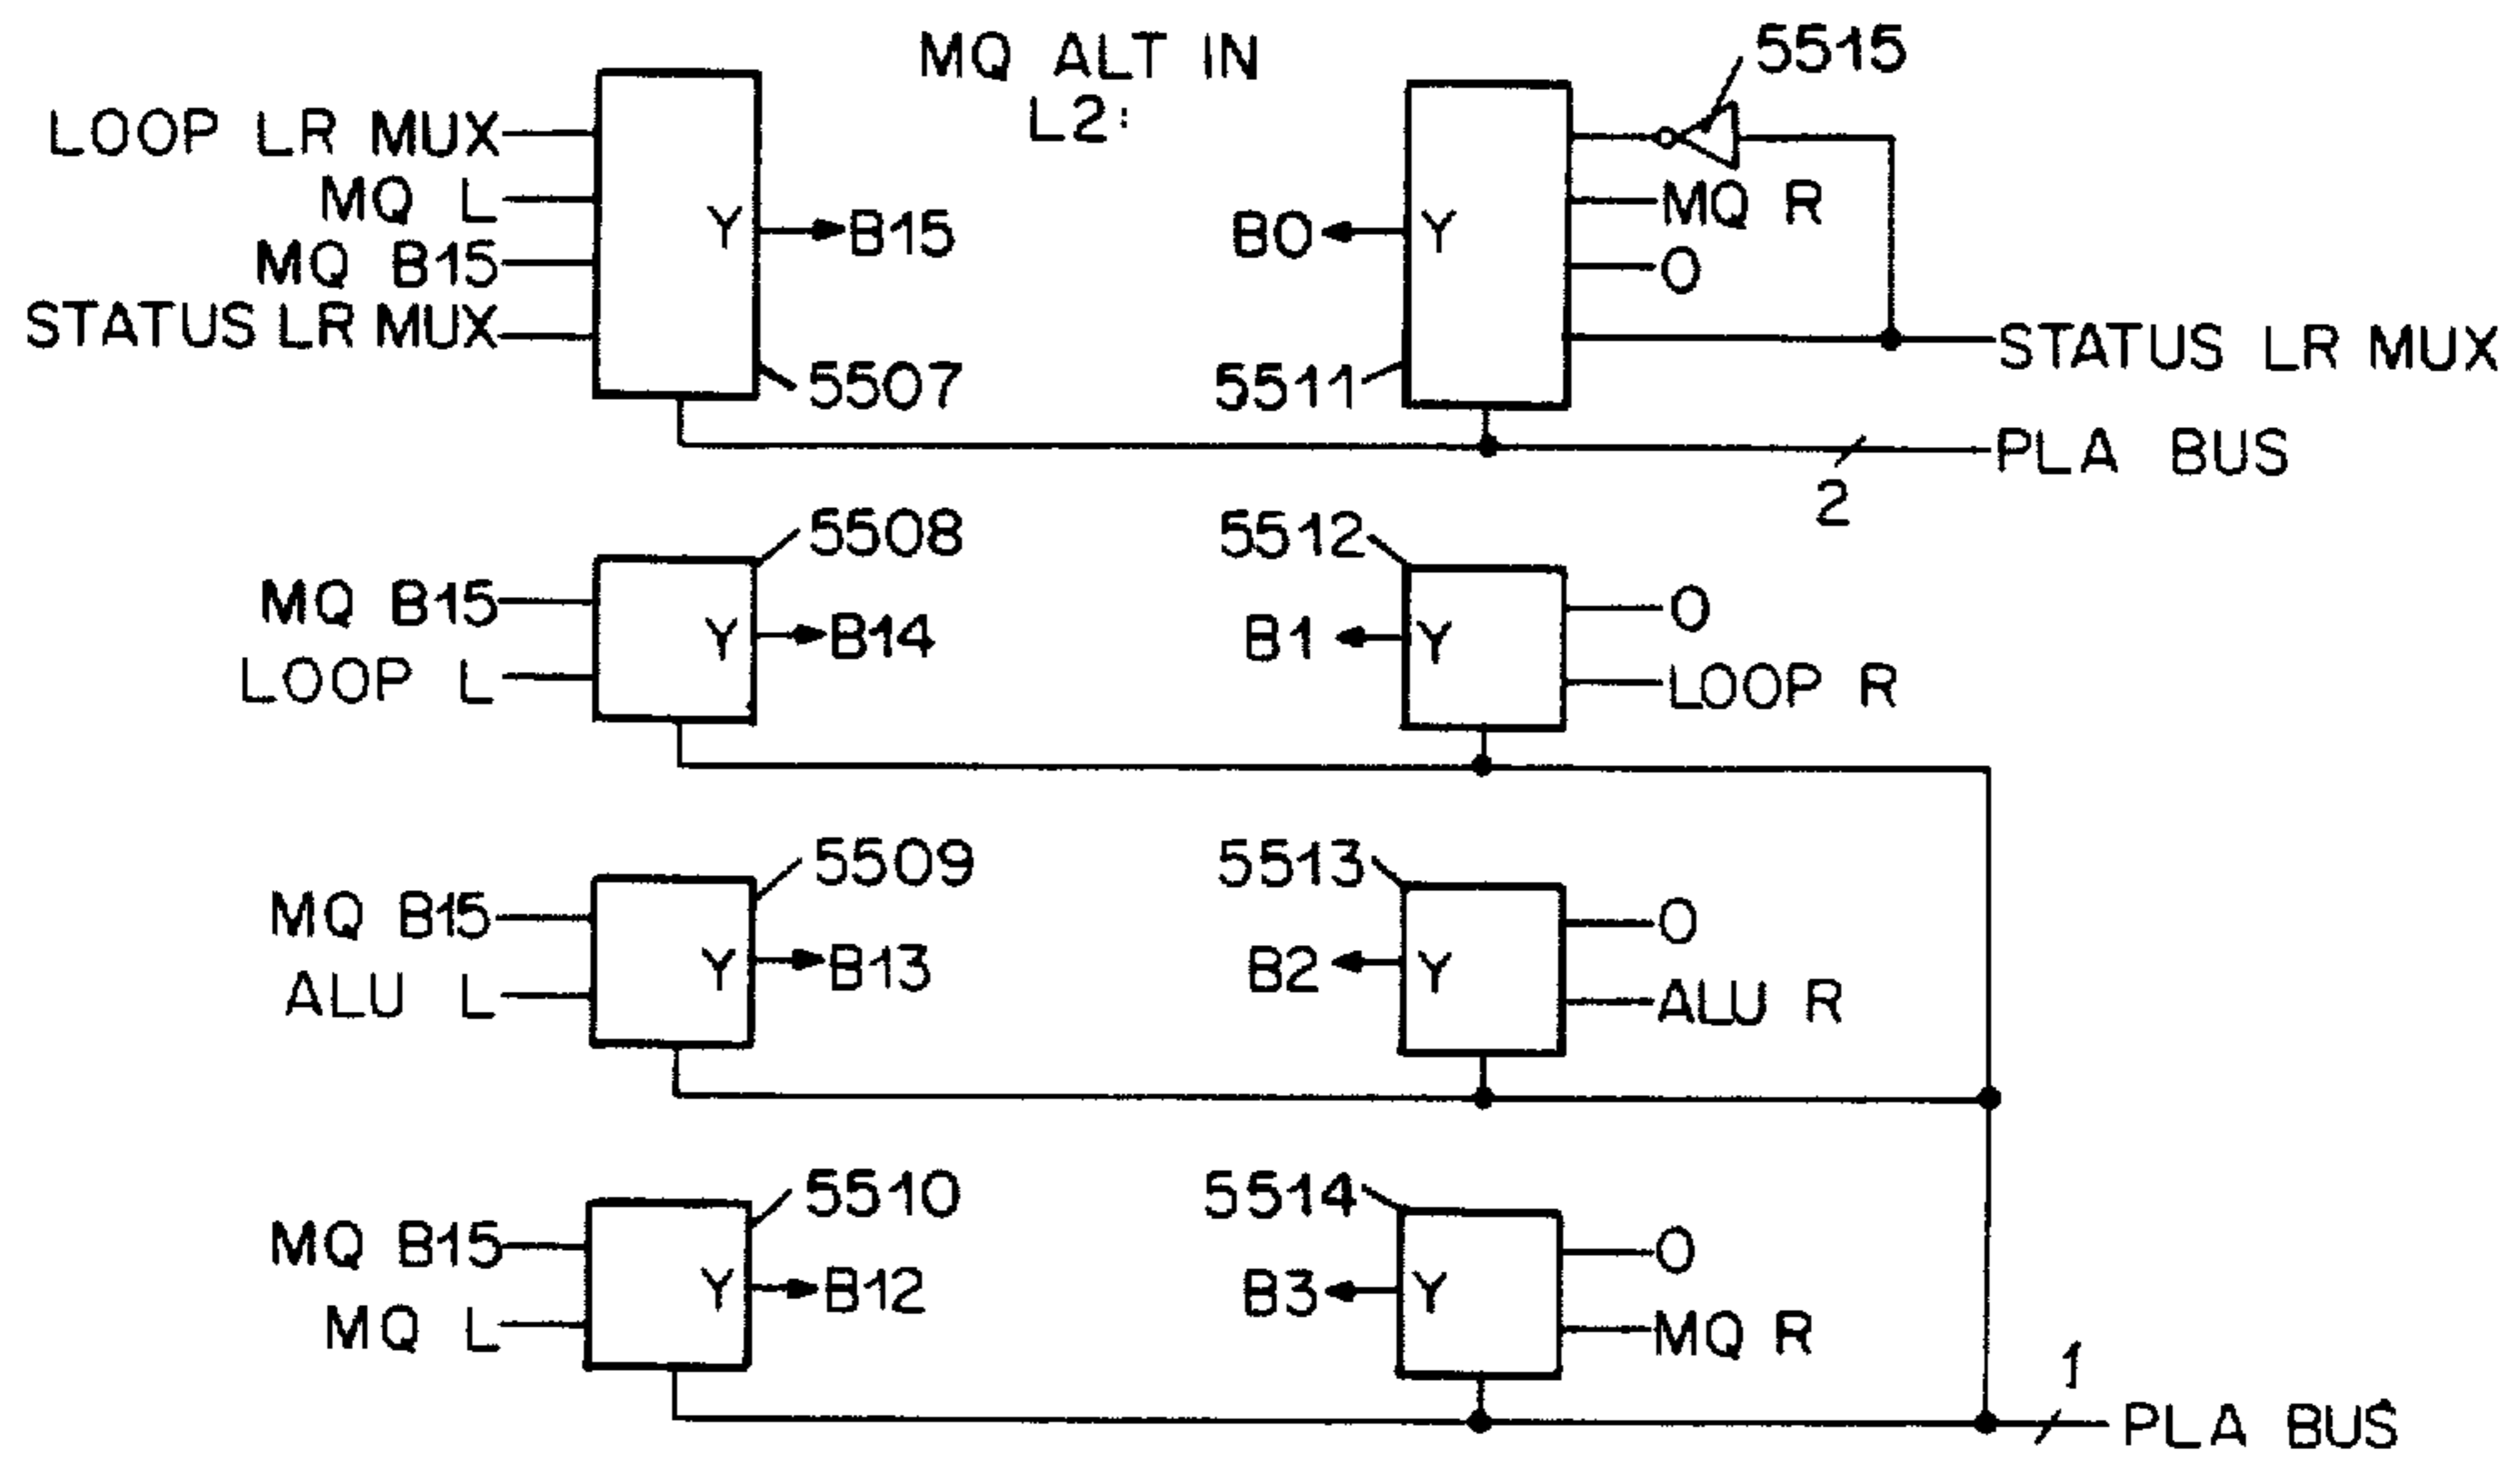 MQ ALT IN
L2:
5515
LOOP LR MUX
MQ L
MQ B15
STATUS LR MUX
Y
B15
5507
B0
Y
MQ R
0
5511
STATUS LR MUX
PLA BUS
2
5508
MQ B15
LOOP L
Y
B14
5512
B1
Y
0
LOOP R
5509
MQ B15
ALU L
Y
B13
5513
B2
Y
0
ALU R
5510
MQ B15
MQ L
Y
B12
5514
B3
Y
0
MQ R
1
PLA BUS